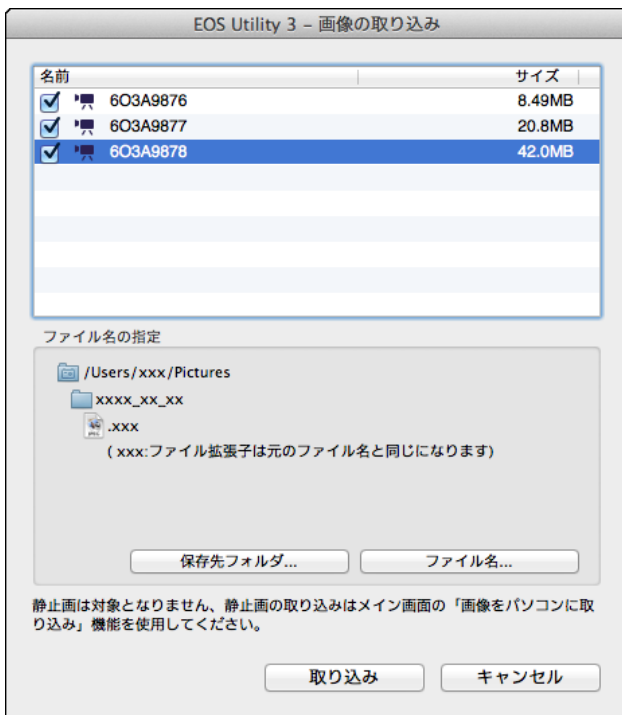 EOS Utility 3 – 画像の取り込み
名前 サイズ
6O3A9876 8.49MB
6O3A9877 20.8MB
6O3A9878 42.0MB
ファイル名の指定
/Users/xxx/Pictures
xxxx_xx_xx
.xxx
( xxx:ファイル拡張子は元のファイル名と同じになります)
保存先フォルダ... ファイル名...
静止画は対象となりません、静止画の取り込みはメイン画面の「画像をパソコンに取
り込み」機能を使用してください。
取り込み キャンセル